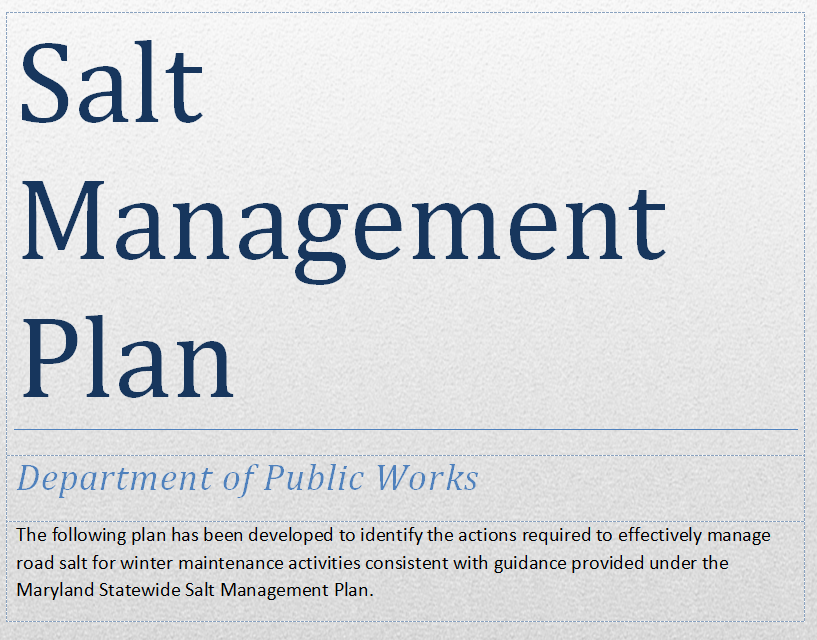 Salt
Management
Plan
Department of Public Works
The following plan has been developed to identify the actions required to effectively manage
road salt for winter maintenance activities consistent with guidance provided under the
Maryland Statewide Salt Management Plan.